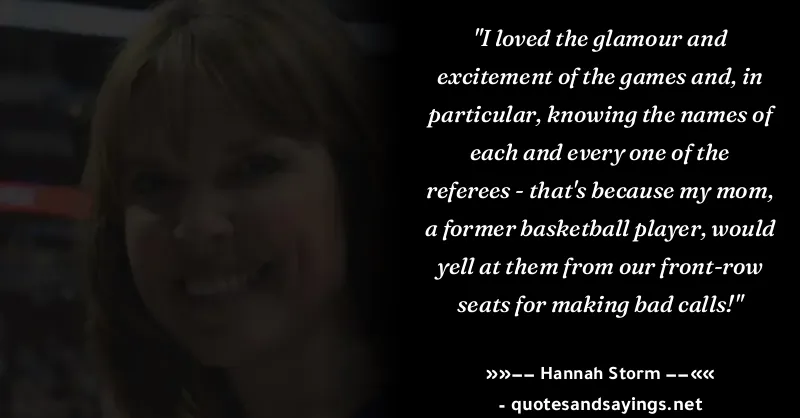 "I loved the glamour and
excitement of the games and, in
particular, knowing the names of
each and every one of the
referees - that's because my mom,
a former basketball player, would
yell at them from our front-row
seats for making bad calls!"
»»−− Hannah Storm −−««
- quotesandsayings.net